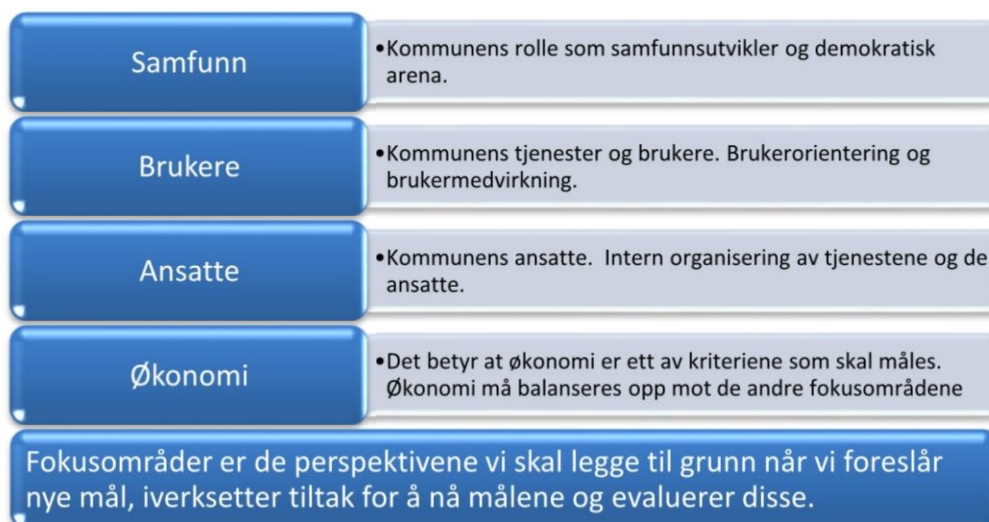 Samfunn
•Kommunens rolle som samfunnsutvikler og demokratisk
arena.
Brukere
•Kommunens tjenester og brukere. Brukerorientering og
brukermedvirkning.
Ansatte
•Kommunens ansatte.  Intern organisering av tjenestene og de
ansatte.
Økonomi
•Det betyr at økonomi er ett av kriteriene som skal måles.
Økonomi må balanseres opp mot de andre fokusområdene
Fokusområder er de perspektivene vi skal legge til grunn når vi foreslår
nye mål, iverksetter tiltak for å nå målene og evaluerer disse.